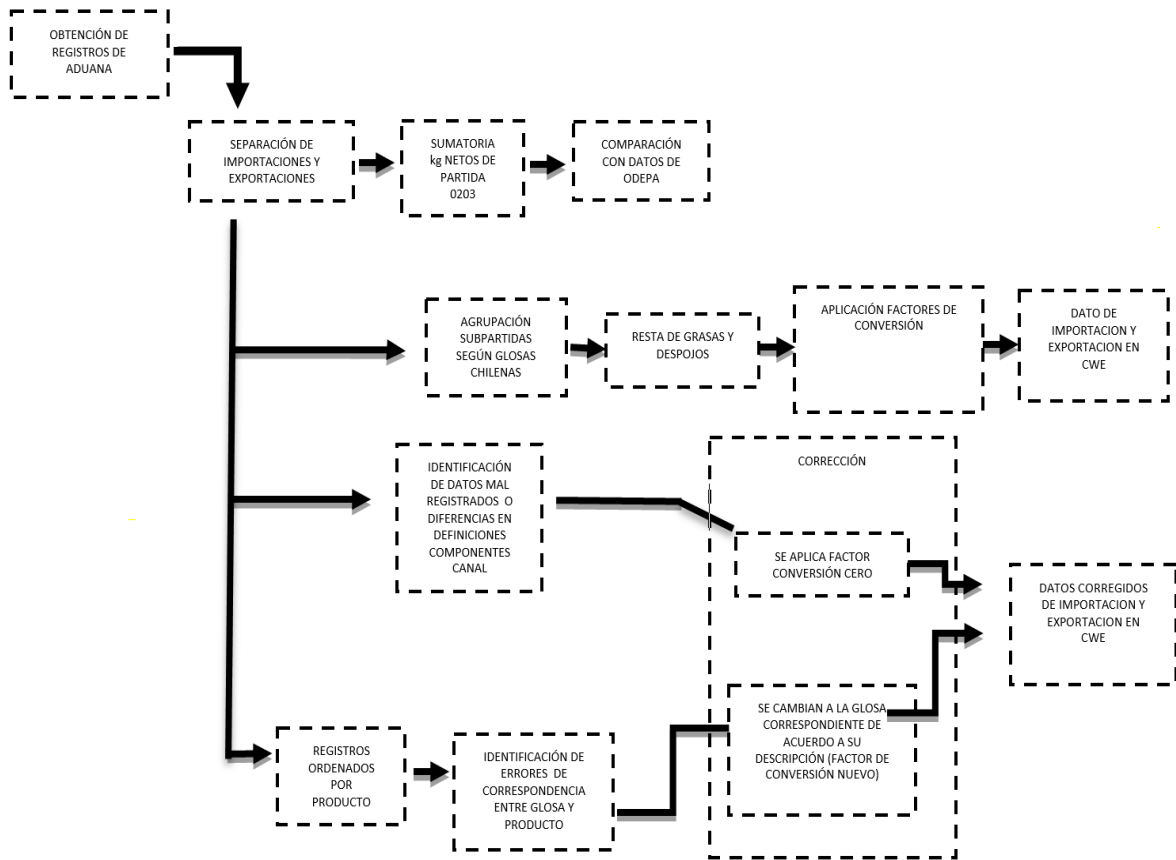 OBTENCIÓN DE
REGISTROS DE
ADUANA
SEPARACIÓN DE
IMPORTACIONES Y
EXPORTACIONES
SUMATORIA
kg NETOS DE
PARTIDA
0203
COMPARACIÓN
CON DATOS DE
ODEPA
AGRUPACIÓN
SUBPARTIDAS
SEGÚN GLOSAS
CHILENAS
RESTA DE GRASAS Y
DESPOJOS
APLICACIÓN FACTORES DE
CONVERSIÓN
DATO DE
IMPORTACION Y
EXPORTACION EN
CWE
IDENTIFICACIÓN
DE DATOS MAL
REGISTRADOS O
DIFERENCIAS EN
DEFINICIONES
COMPONENTES
CANAL
CORRECCIÓN
SE APLICA FACTOR
CONVERSIÓN CERO
DATOS CORREGIDOS
DE IMPORTACION Y
EXPORTACION EN
CWE
REGISTROS
ORDENADOS
POR
PRODUCTO
IDENTIFICACIÓN DE
ERRORES DE
CORRESPONDENCIA
ENTRE GLOSA Y
PRODUCTO
SE CAMBIAN A LA GLOSA
CORRESPONDIENTE DE
ACUERDO A SU
DESCRIPCIÓN (FACTOR DE
CONVERSIÓN NUEVO)